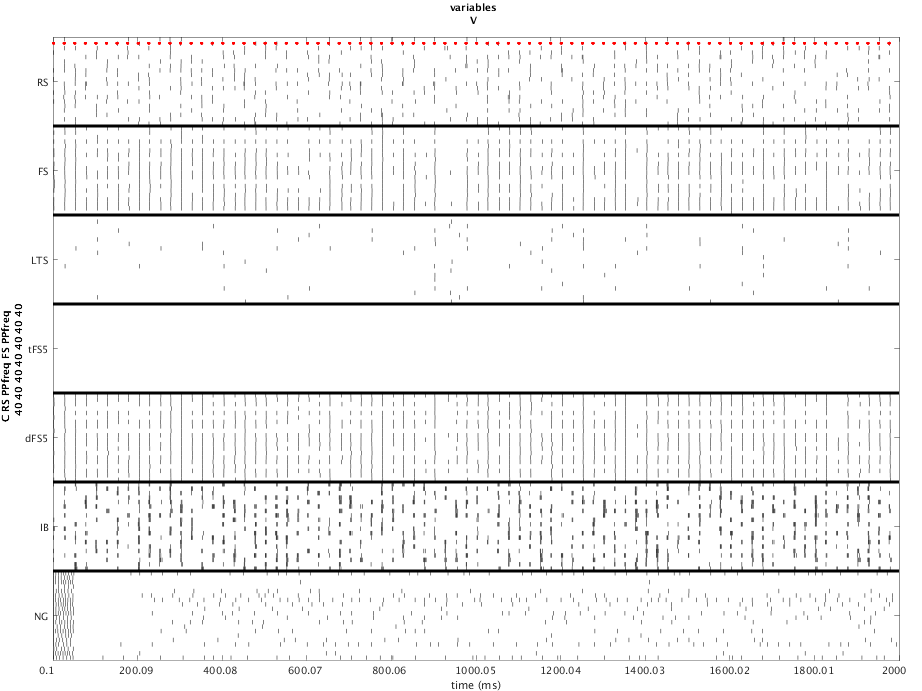 variables
V
RS
FS
LTS
tFS5
dFS5
IB
NG
C RS PPfreq FS PPfreq
40 40 40 40 40 40 40
0.1 200.09 400.08 600.07 800.06 1000.05 1200.04 1400.03 1600.02 1800.01 2000
time (ms)